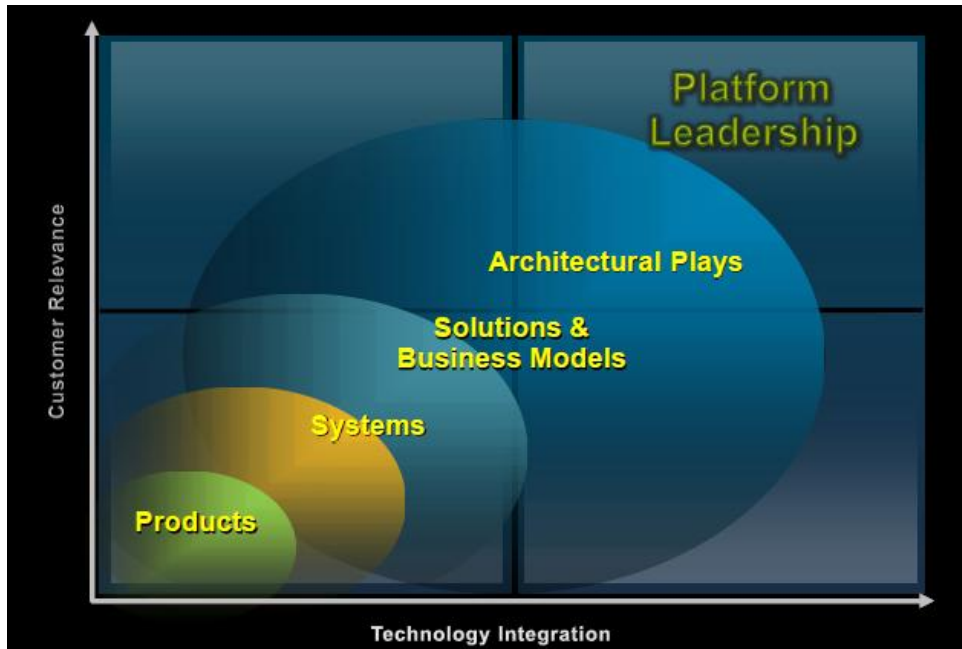 Platform
Leadership
Architectural Plays
Solutions &
Business Models
Systems
Products
Customer Relevance
Technology Integration